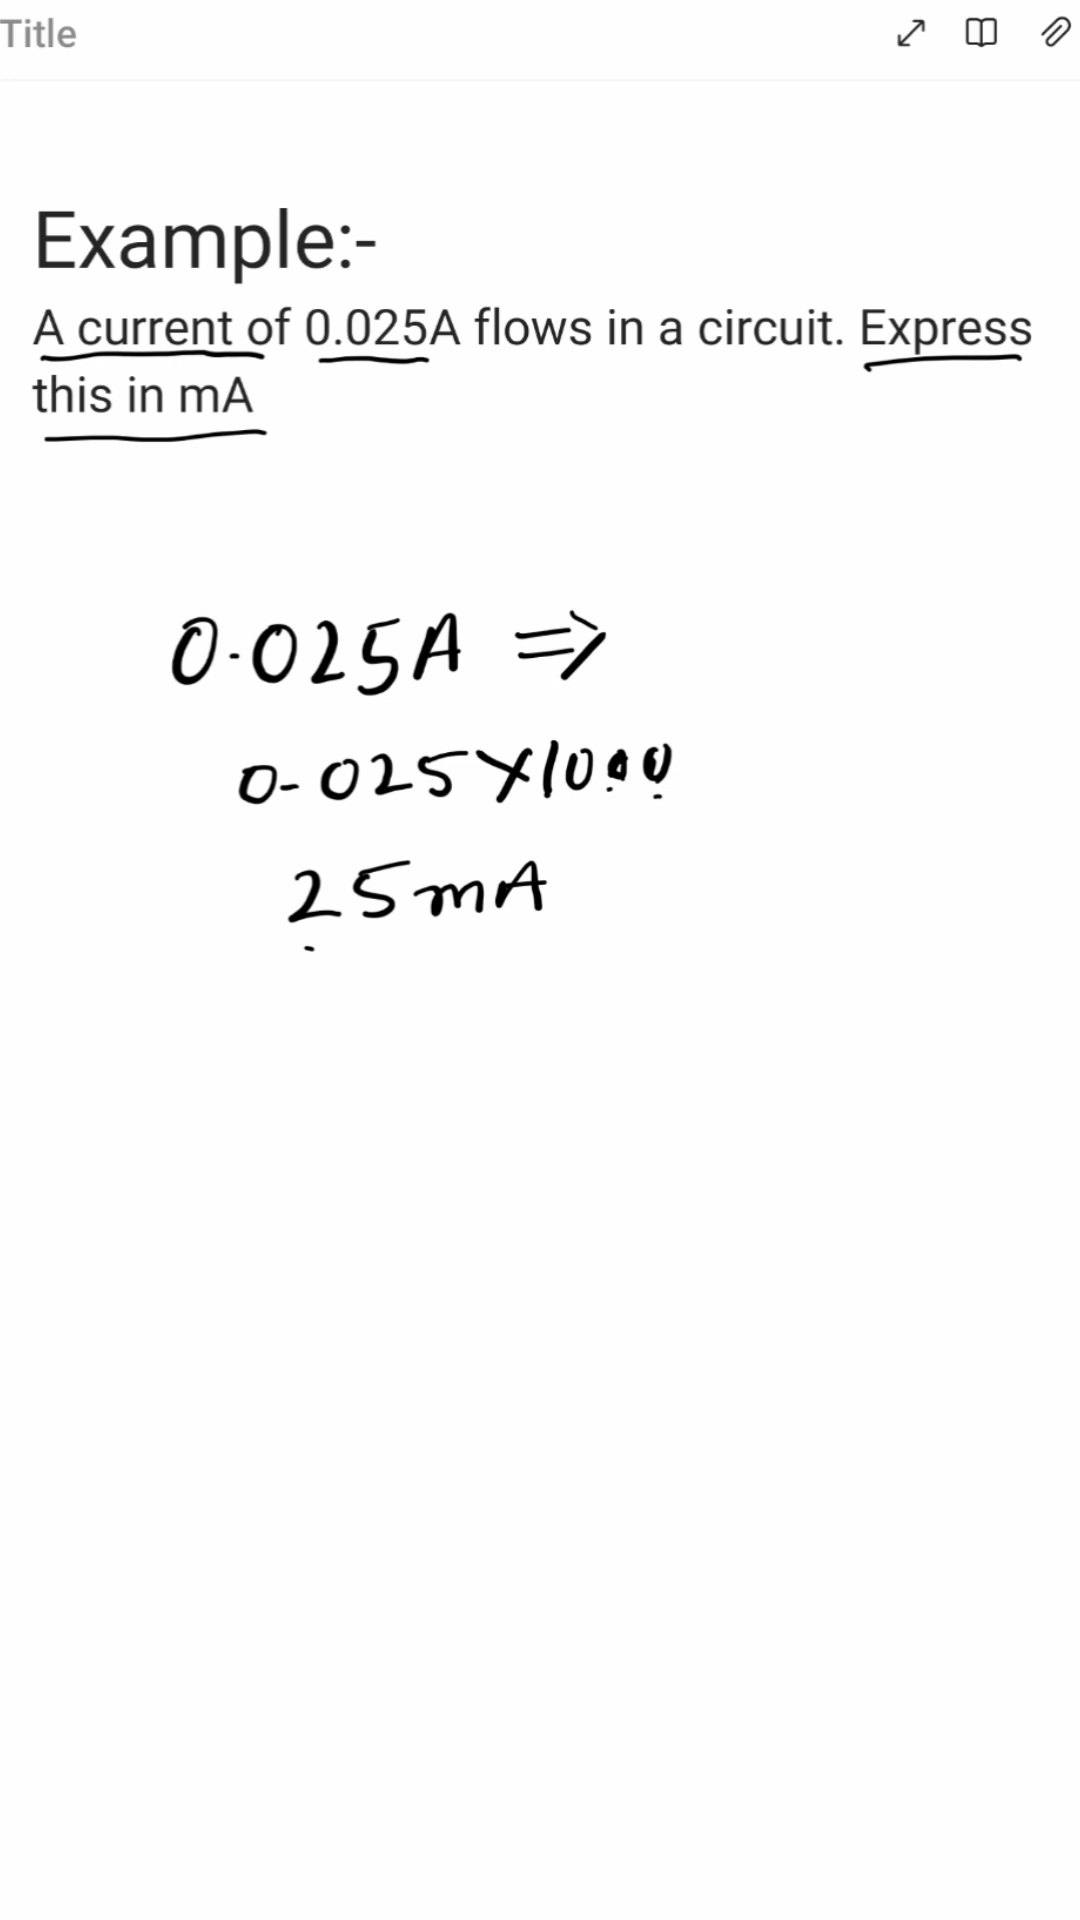 Title
Example:-
A current of 0.025A flows in a circuit. Express
this in mA
0.025A ⇒
0.025×1000
25mA